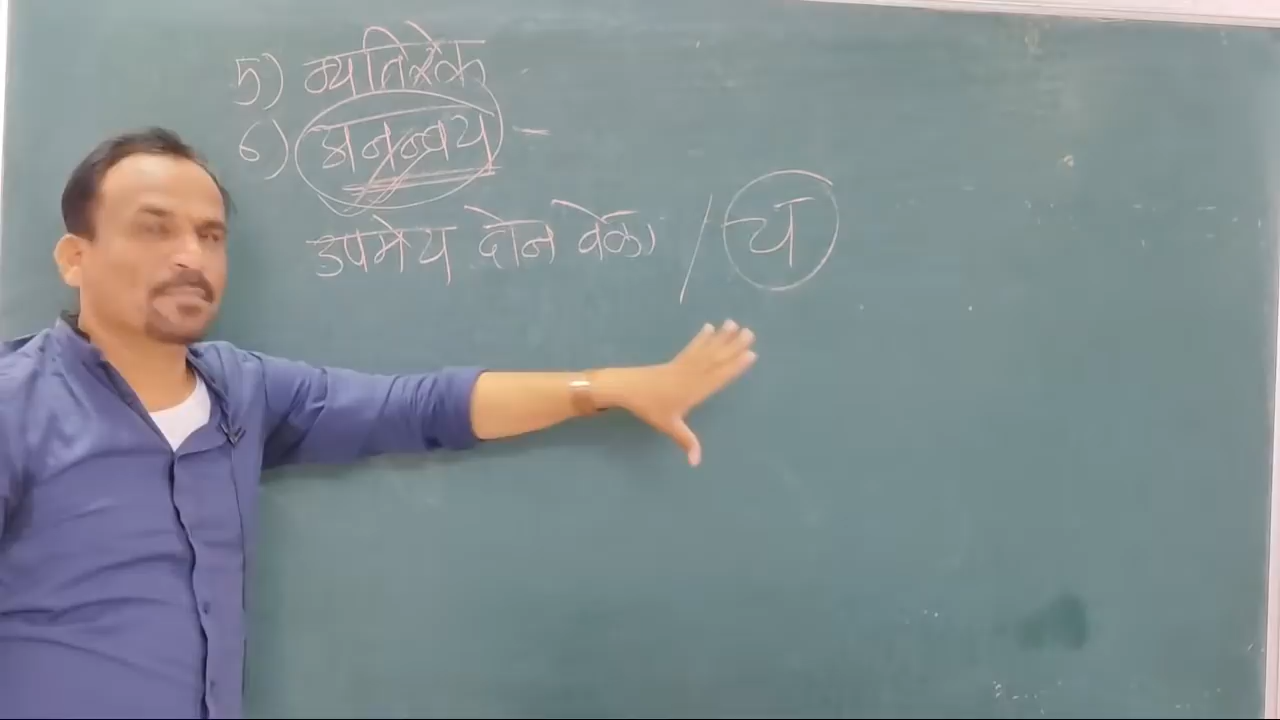 5) व्यतिरेक -
6) अनन्वय -
उपमेय दोन वेळा / च